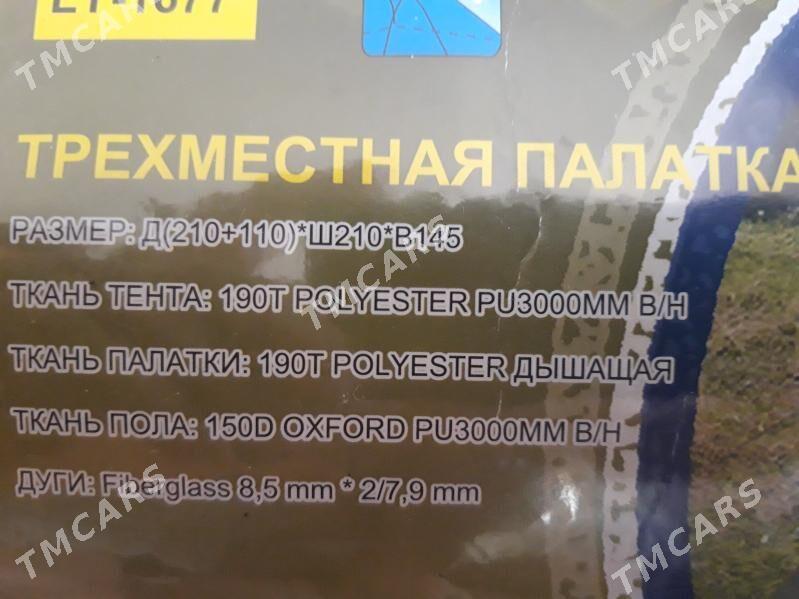 ТРЕХМЕСТНАЯ ПАЛАТКА
РАЗМЕР: Д(210+110)*Ш210*В145
ТКАНЬ ТЕНТА: 190T POLYESTER PU3000MM В/Н
ТКАНЬ ПАЛАТКИ: 190T POLYESTER ДЫШАЩАЯ
ТКАНЬ ПОЛА: 150D OXFORD PU3000MM В/Н
ДУГИ: Fiberglass 8,5 mm * 2/7,9 mm
TMCARS
TMCARS
TMCARS
TMCARS
TMCARS